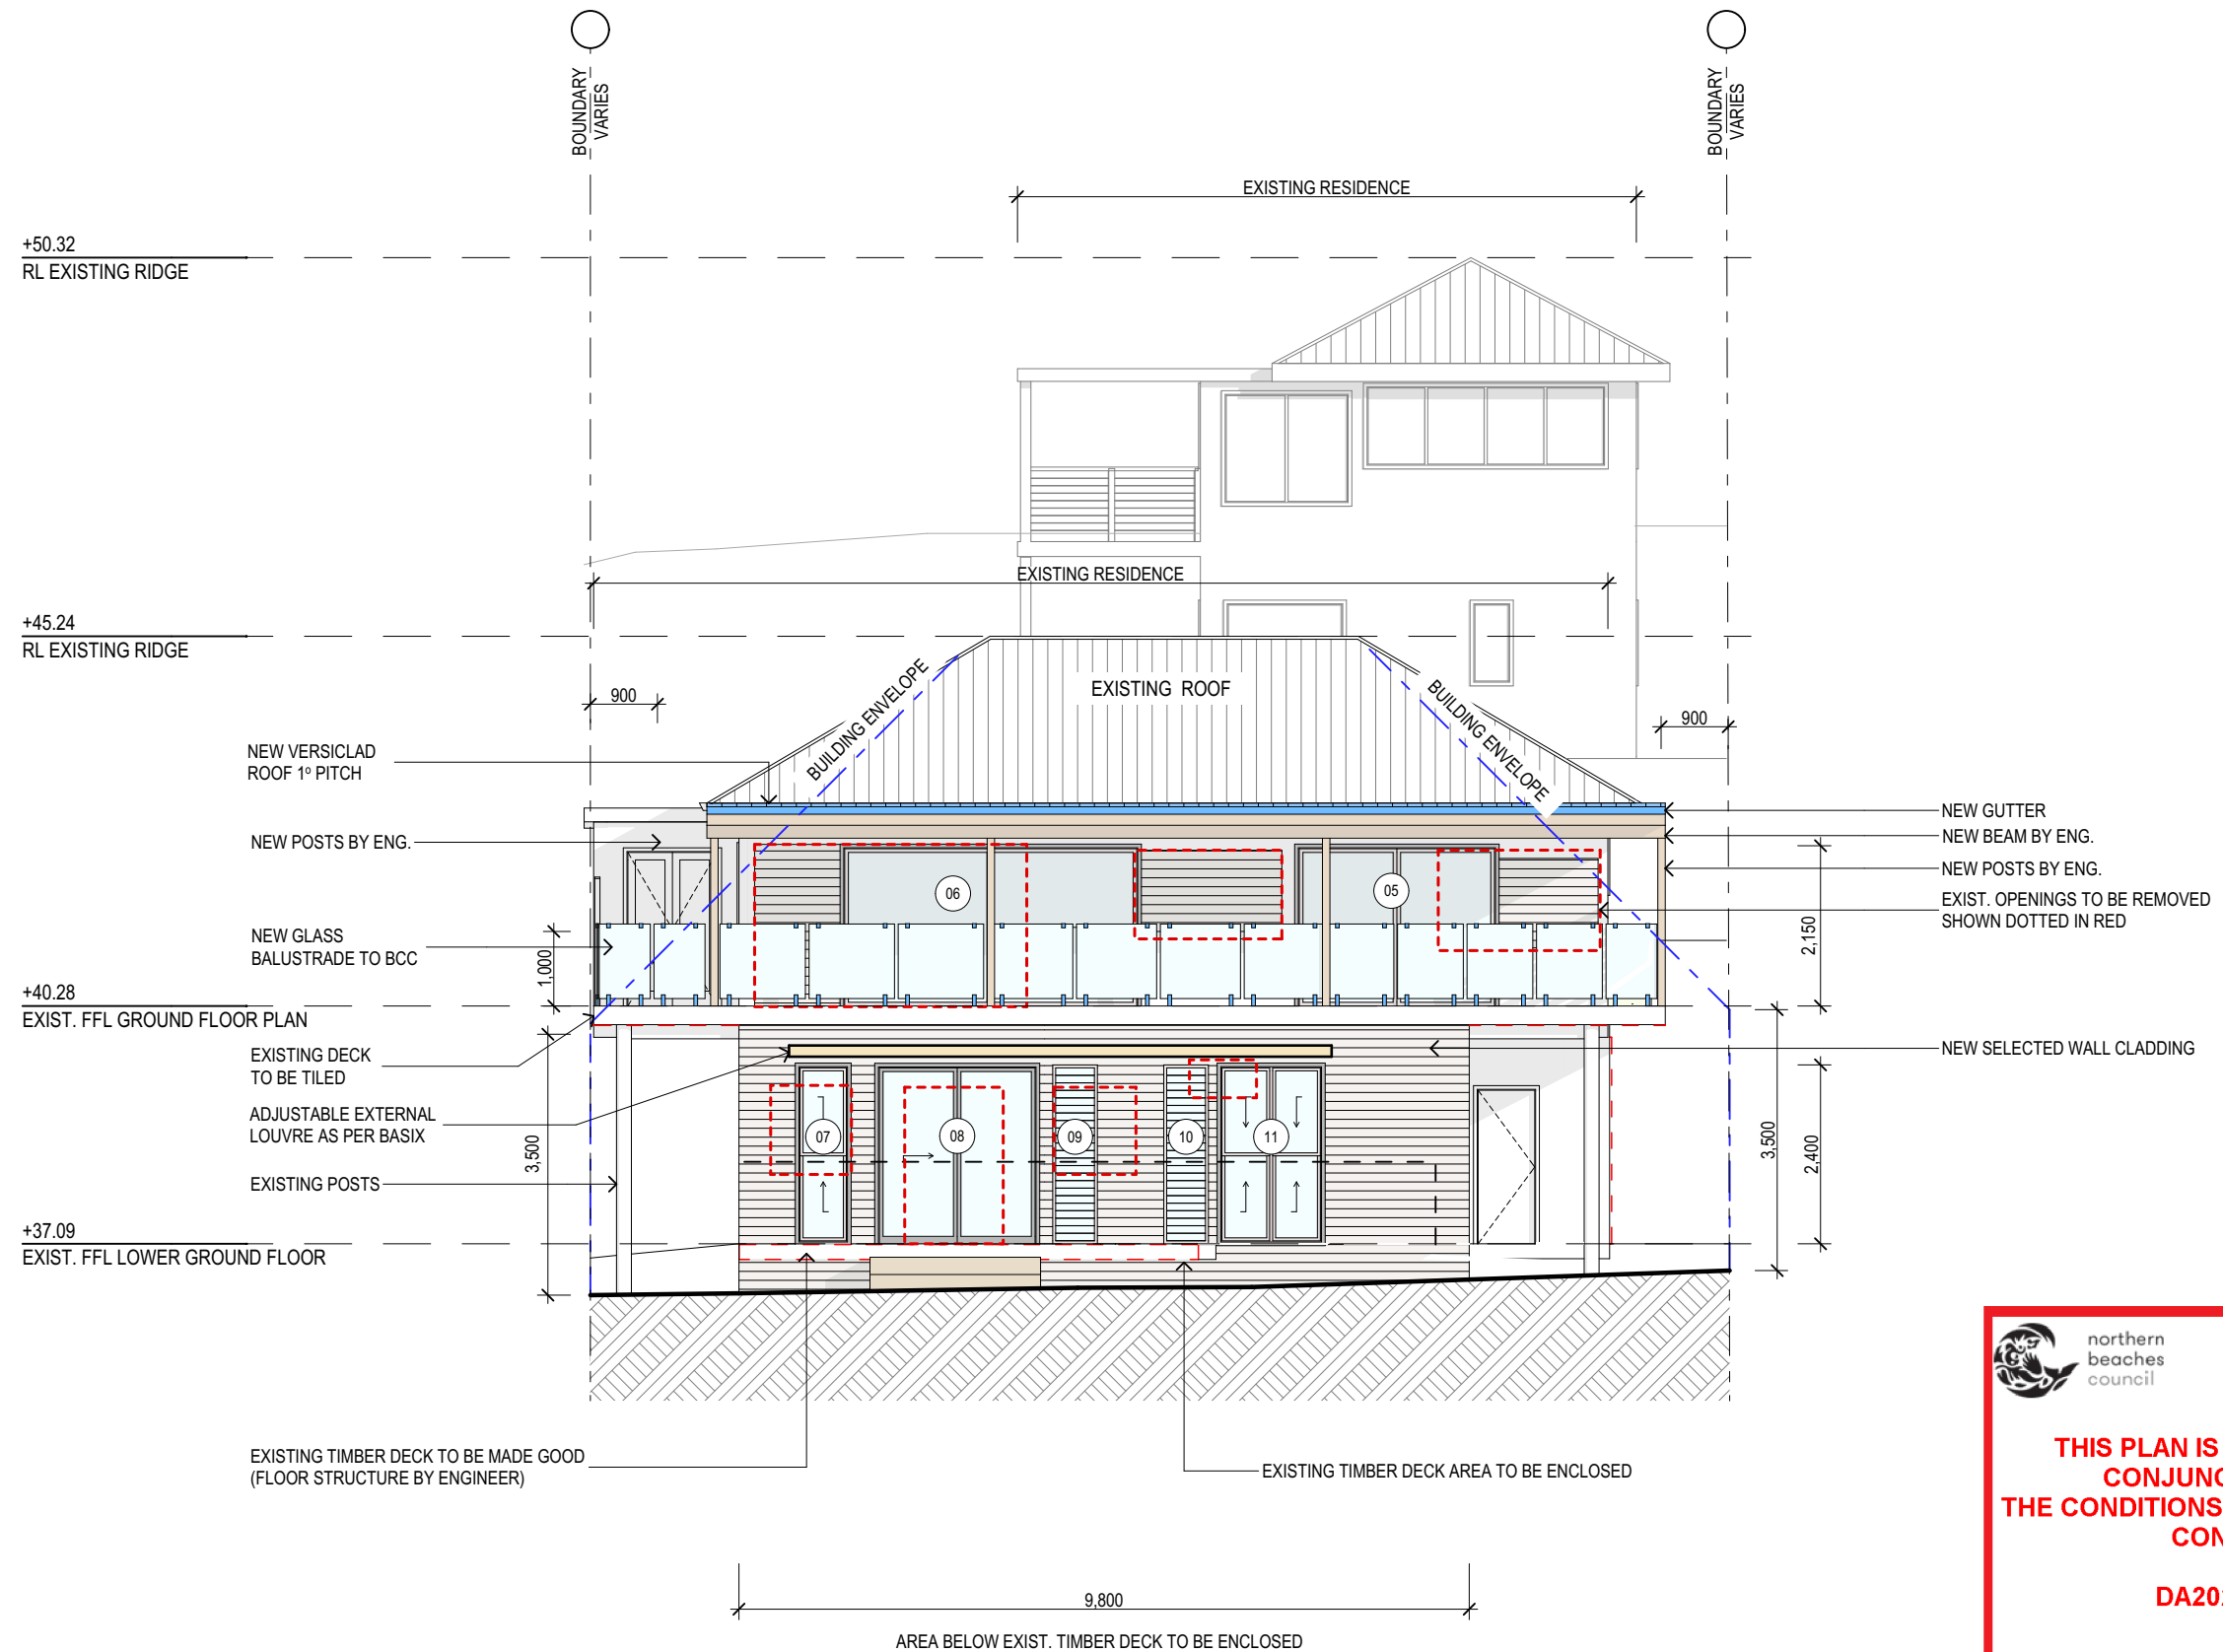 BOUNDARY
VARIES
BOUNDARY
VARIES
EXISTING RESIDENCE
+50.32
RL EXISTING RIDGE
EXISTING RESIDENCE
+45.24
RL EXISTING RIDGE
EXISTING ROOF
BUILDING ENVELOPE
BUILDING ENVELOPE
900
900
NEW VERSICLAD
ROOF 1º PITCH
NEW POSTS BY ENG.
NEW GLASS
BALUSTRADE TO BCC
1,000
+40.28
EXIST. FFL GROUND FLOOR PLAN
EXISTING DECK
TO BE TILED
ADJUSTABLE EXTERNAL
LOUVRE AS PER BASIX
3,500
EXISTING POSTS
+37.09
EXIST. FFL LOWER GROUND FLOOR
06
05
07
08
09
10
11
NEW GUTTER
NEW BEAM BY ENG.
NEW POSTS BY ENG.
EXIST. OPENINGS TO BE REMOVED
SHOWN DOTTED IN RED
2,150
NEW SELECTED WALL CLADDING
3,500
2,400
EXISTING TIMBER DECK TO BE MADE GOOD
(FLOOR STRUCTURE BY ENGINEER)
EXISTING TIMBER DECK AREA TO BE ENCLOSED
9,800
AREA BELOW EXIST. TIMBER DECK TO BE ENCLOSED
northern
beaches
council
THIS PLAN IS
CONJUNC
THE CONDITIONS
CON
DA20